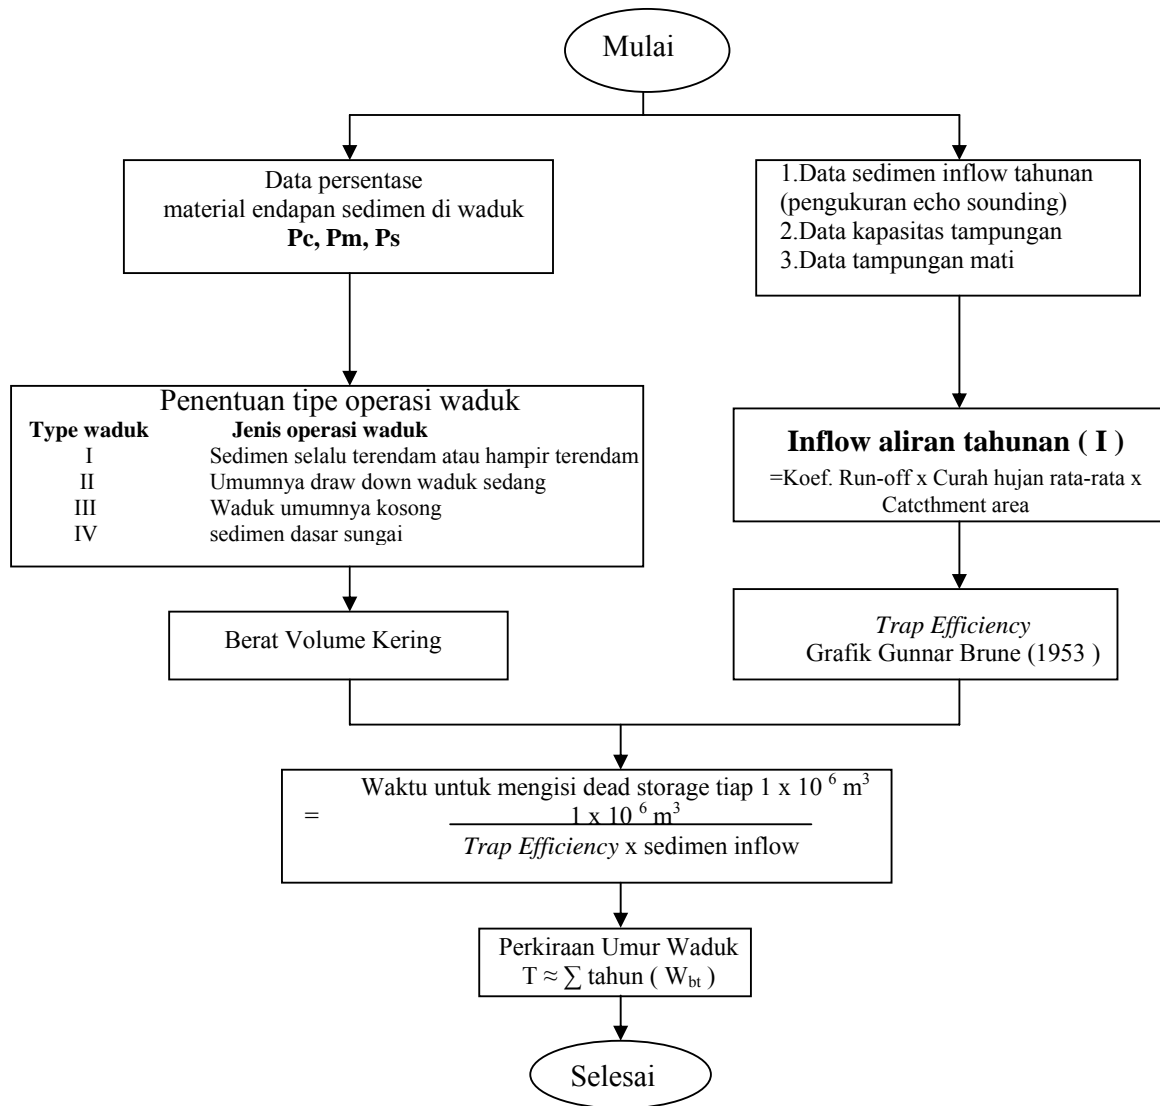 Mulai
Data persentase
material endapan sedimen di waduk
Pc, Pm, Ps
1.Data sedimen inflow tahunan
(pengukuran echo sounding)
2.Data kapasitas tampungan
3.Data tampungan mati
Penentuan tipe operasi waduk
Type waduk Jenis operasi waduk
I Sedimen selalu terendam atau hampir terendam
II Umumnya draw down waduk sedang
III Waduk umumnya kosong
IV sedimen dasar sungai
Inflow aliran tahunan ( I )
=Koef. Run-off x Curah hujan rata-rata x
Catcthment area
Berat Volume Kering
Trap Efficiency
Grafik Gunnar Brune (1953 )
Waktu untuk mengisi dead storage tiap 1 x 10 ⁶ m³
= 1 x 10 ⁶ m³
Trap Efficiency x sedimen inflow
Perkiraan Umur Waduk
T ≈ ∑ tahun ( Wbt )
Selesai